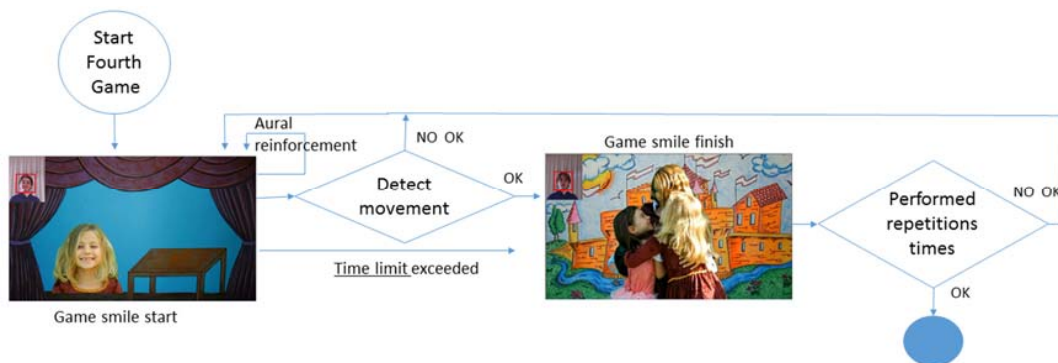 Start
Fourth
Game
Aural
reinforcement
NO OK
Detect
movement
OK
Time limit exceeded
Game smile start
Game smile finish
Performed
repetitions
times
NO OK
OK